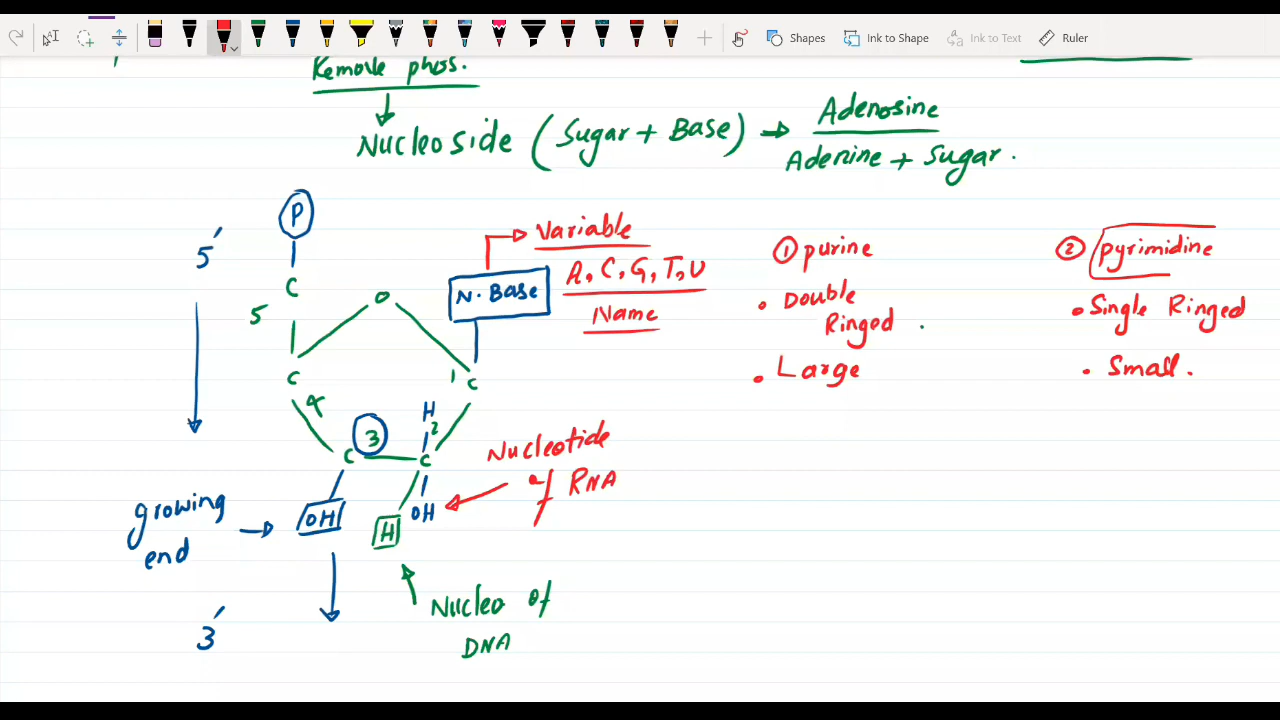 Shapes
Ink to Shape
Ink to Text
Ruler
Remove phos.
Nucleoside (Sugar + Base) → Adenosine
Adenine + Sugar.
P
5'
C
5
O
N. Base
Variable
A, C, G, T, U
Name
① purine
• Double
Ringed
• Large
② pyrimidine
• Single Ringed
• Small.
C
4
1 C
H
2
3
C
C
OH
OH
H
Nucleotide
of RNA
growing
end
3'
Nucleo of
DNA